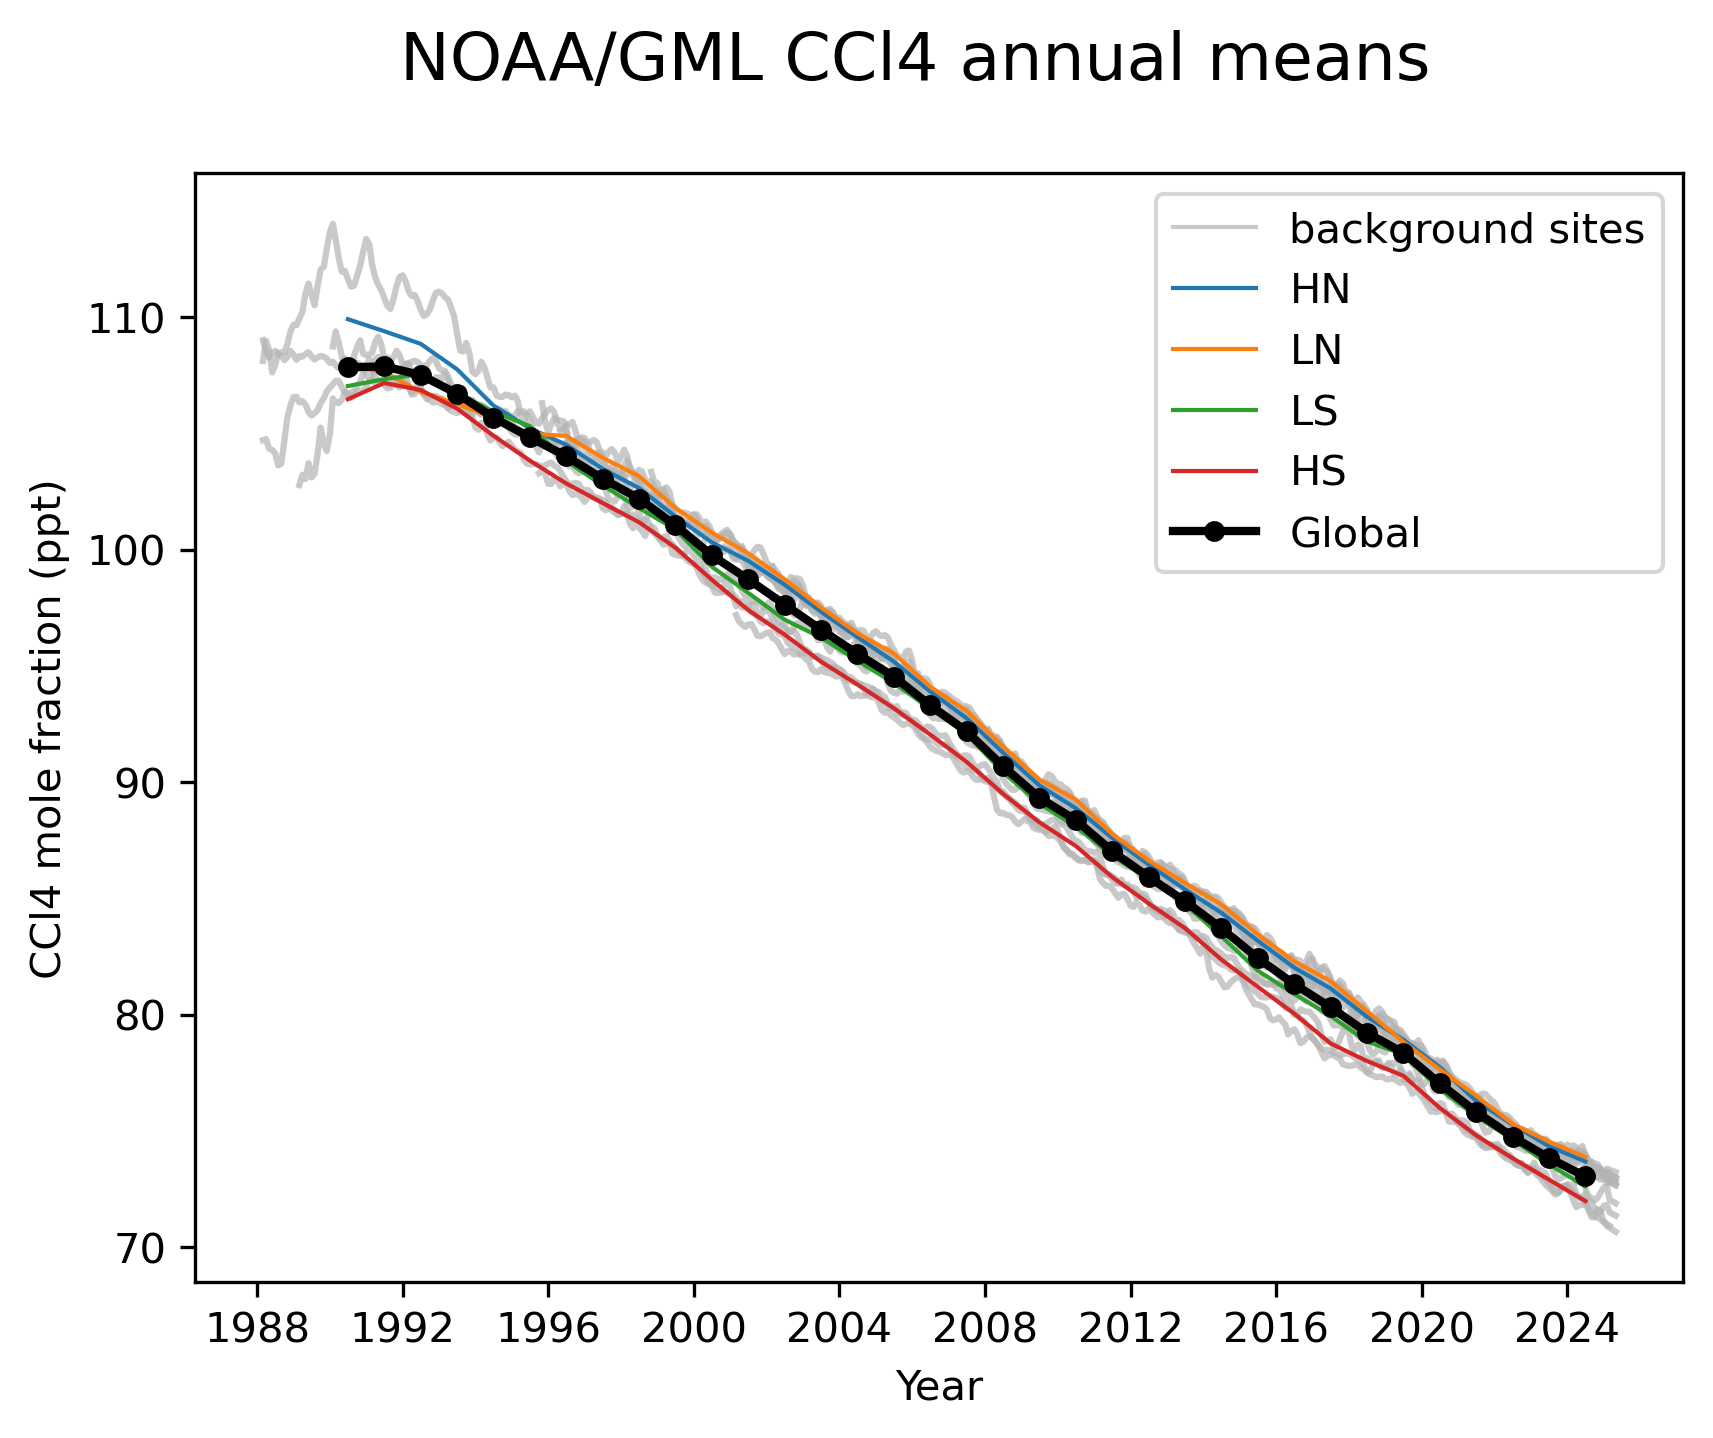 NOAA/GML CCl4 annual means
background sites
HN
LN
LS
HS
Global
CCl4 mole fraction (ppt)
110
100
90
80
70
1988 1992 1996 2000 2004 2008 2012 2016 2020 2024
Year